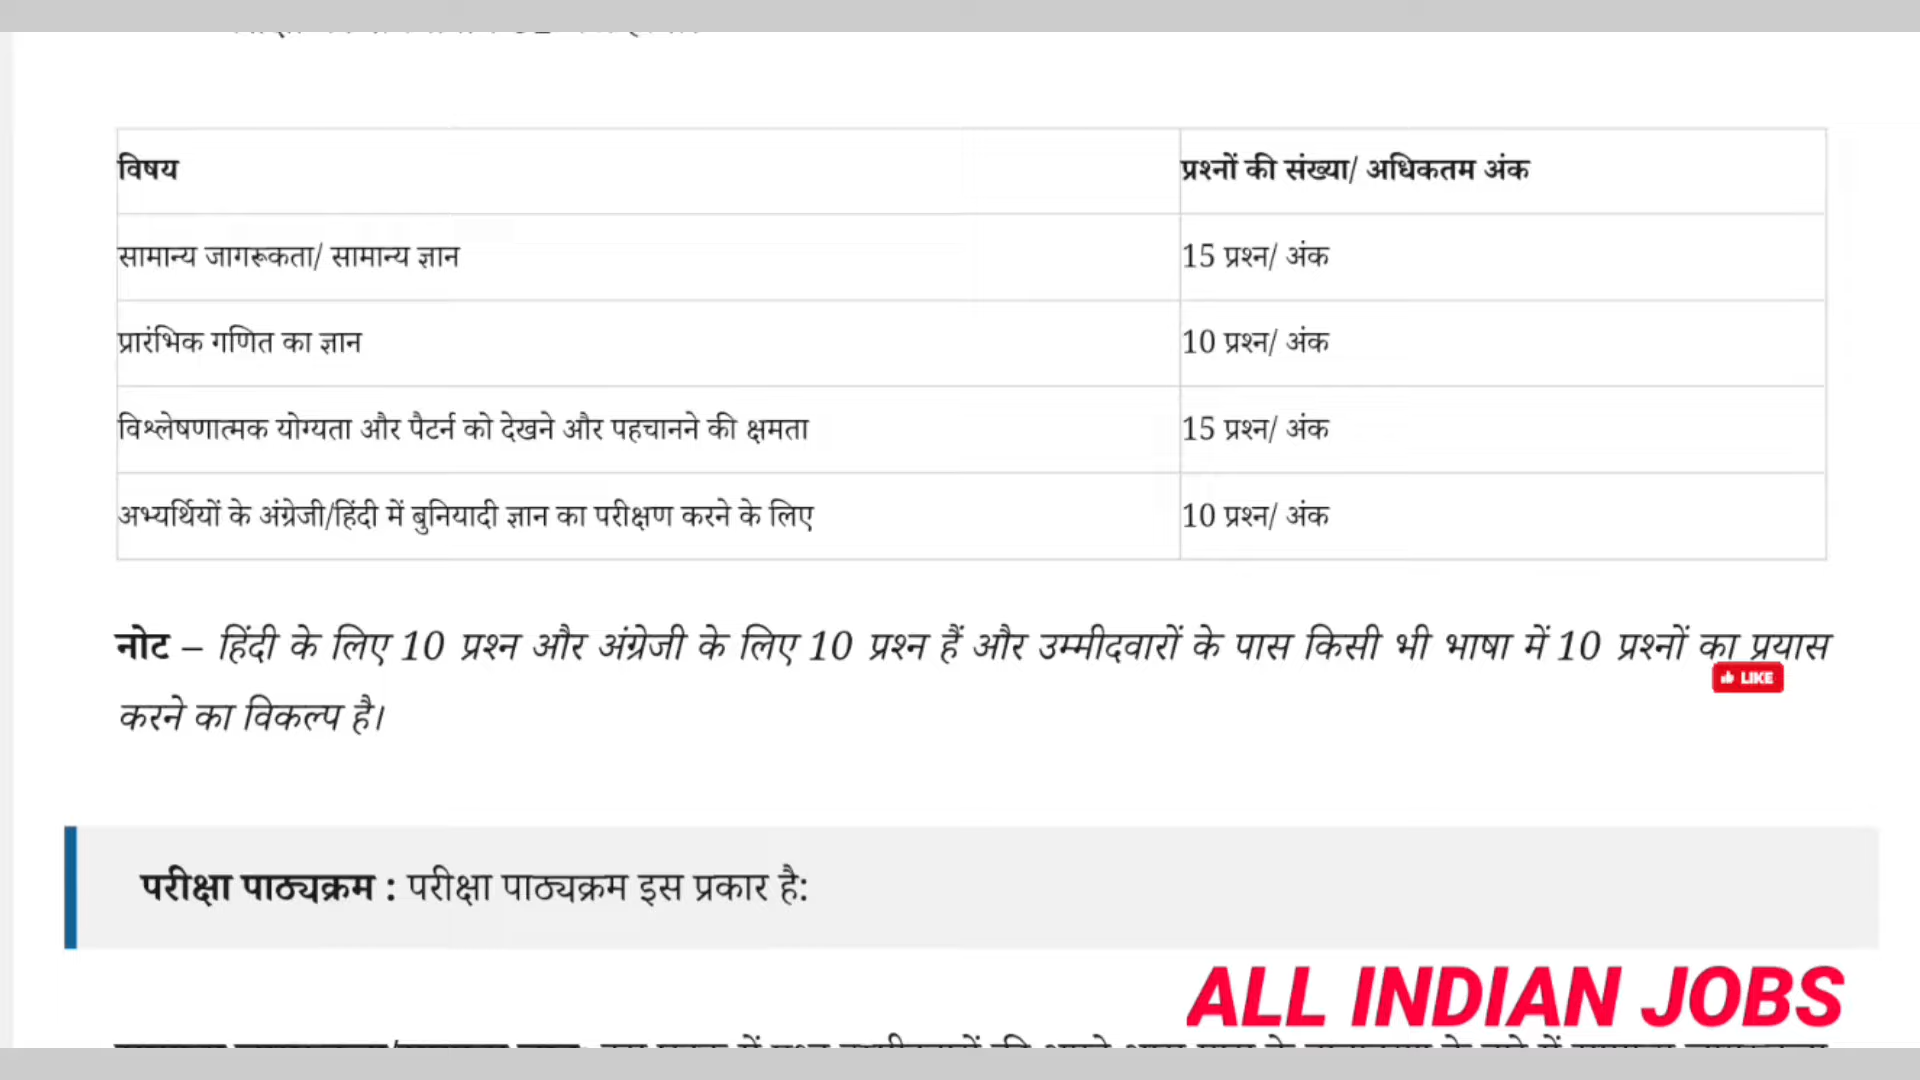 विषय	प्रश्नों की संख्या/ अधिकतम अंक
सामान्य जागरूकता/ सामान्य ज्ञान	15 प्रश्न/ अंक
प्रारंभिक गणित का ज्ञान	10 प्रश्न/ अंक
विश्लेषणात्मक योग्यता और पैटर्न को देखने और पहचानने की क्षमता	15 प्रश्न/ अंक
अभ्यर्थियों के अंग्रेजी/हिंदी में बुनियादी ज्ञान का परीक्षण करने के लिए	10 प्रश्न/ अंक
नोट – हिंदी के लिए 10 प्रश्न और अंग्रेजी के लिए 10 प्रश्न हैं और उम्मीदवारों के पास किसी भी भाषा में 10 प्रश्नों का प्रयास
LIKE
करने का विकल्प है।
परीक्षा पाठ्यक्रम : परीक्षा पाठ्यक्रम इस प्रकार है:
ALL INDIAN JOBS